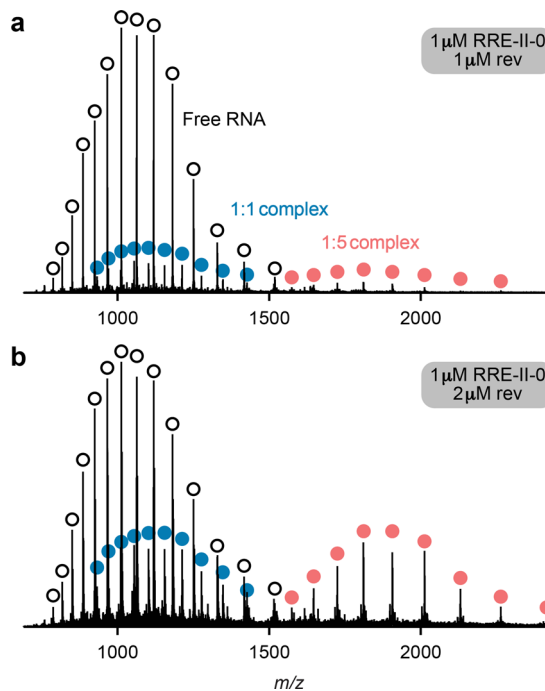 a
1µM RRE-II-0
1µM rev
Free RNA
1:1 complex
1:5 complex
1000
1500
2000
b
1µM RRE-II-0
2µM rev
1000
1500
2000
m/z